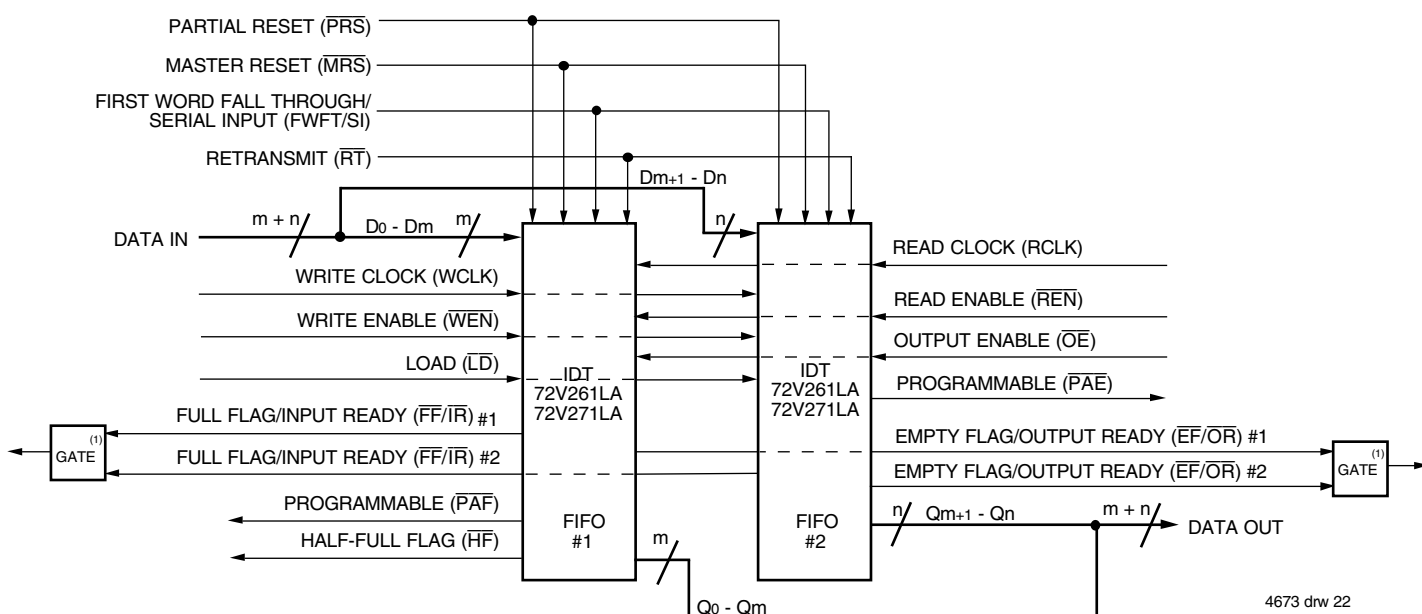 PARTIAL RESET (PRS)
MASTER RESET (MRS)
FIRST WORD FALL THROUGH/
SERIAL INPUT (FWFT/SI)
RETRANSMIT (RT)
Dm+1 - Dn
m + n
D0 - Dm
m
n
DATA IN
READ CLOCK (RCLK)
WRITE CLOCK (WCLK)
READ ENABLE (REN)
WRITE ENABLE (WEN)
OUTPUT ENABLE (OE)
LOAD (LD)
IDT
72V261LA
72V271LA
IDT
72V261LA
72V271LA
PROGRAMMABLE (PAE)
FULL FLAG/INPUT READY (FF/IR) #1
EMPTY FLAG/OUTPUT READY (EF/OR) #1
(1)
GATE
FULL FLAG/INPUT READY (FF/IR) #2
EMPTY FLAG/OUTPUT READY (EF/OR) #2
(1)
GATE
PROGRAMMABLE (PAF)
FIFO
#1
FIFO
#2
n
Qm+1 - Qn
m + n
DATA OUT
HALF-FULL FLAG (HF)
m
Q0 - Qm
4673 drw 22